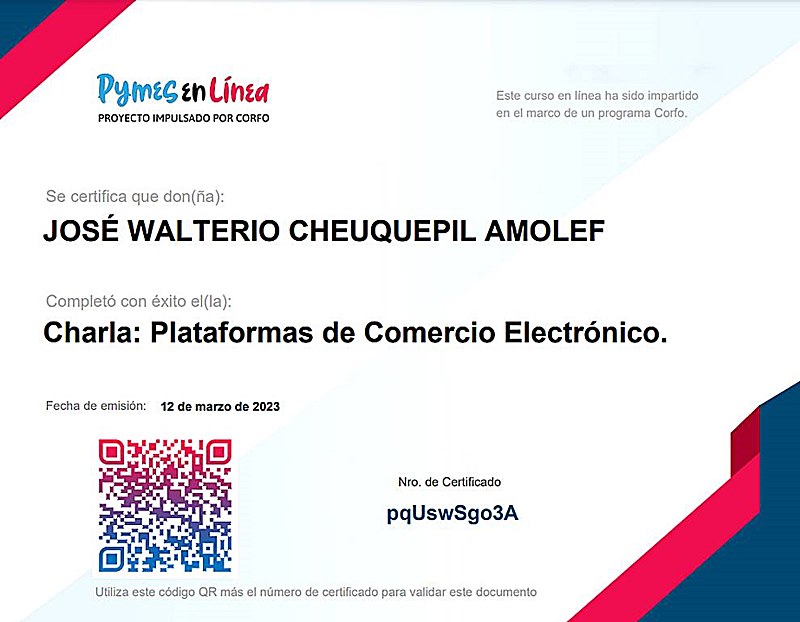 Pymes en Línea
PROYECTO IMPULSADO POR CORFO
Este curso en línea ha sido impartido
en el marco de un programa Corfo.
Se certifica que don(ña):
JOSÉ WALTERIO CHEUQUEPIL AMOLEF
Completó con éxito el(la):
Charla: Plataformas de Comercio Electrónico.
Fecha de emisión: 12 de marzo de 2023
Nro. de Certificado
pqUswSgo3A
Utiliza este código QR más el número de certificado para validar este documento